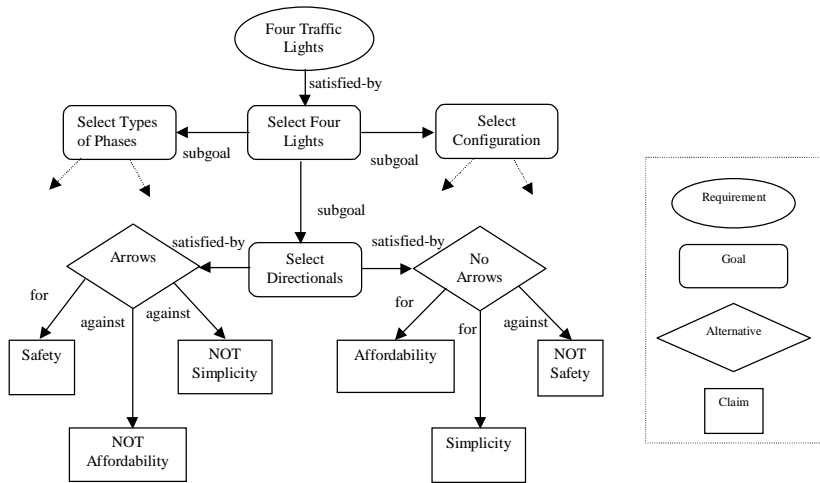 Four Traffic
Lights
satisfied-by
Select Types
of Phases
Select Four
Lights
Select
Configuration
subgoal
subgoal
subgoal
Arrows
satisfied-by
Select
Directionals
satisfied-by
No
Arrows
for
against
against
for
for
against
Safety
NOT
Simplicity
Affordability
NOT
Safety
NOT
Affordability
Simplicity
Requirement
Goal
Alternative
Claim